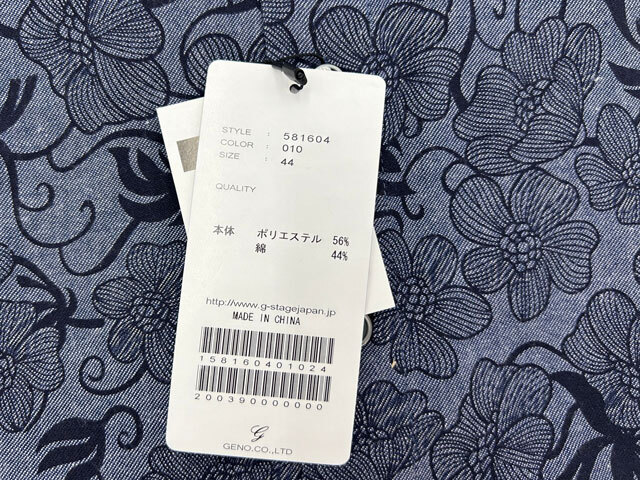 STYLE : 581604
COLOR : 010
SIZE : 44
QUALITY
本体 ポリエステル 56%
綿 44%
http://www.g-stagejapan.jp
MADE IN CHINA
158160401024
200390000000
G
GENO.CO.,LTD